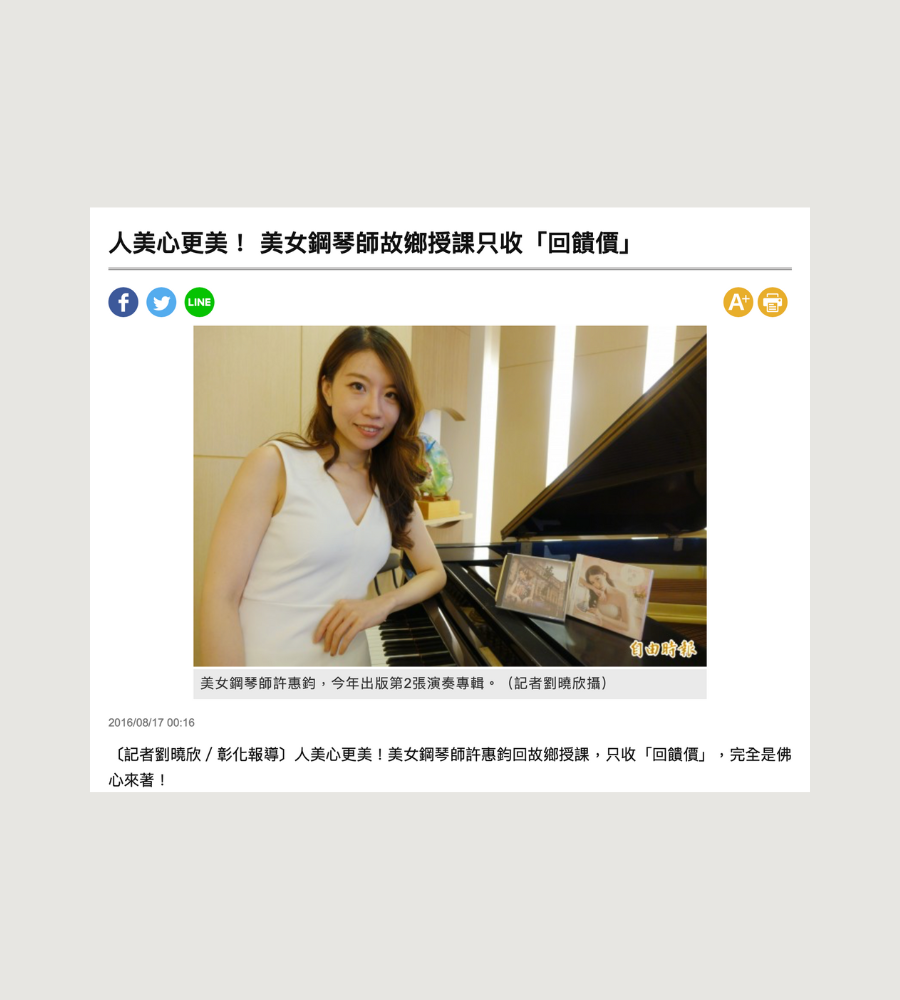 人美心更美！ 美女鋼琴師故鄉授課只收「回饋價」
LINE
A+
自由時報
美女鋼琴師許惠鈞，今年出版第2張演奏專輯。（記者劉曉欣攝）
2016/08/17 00:16
〔記者劉曉欣／彰化報導〕人美心更美！美女鋼琴師許惠鈞回故鄉授課，只收「回饋價」，完全是佛
心來著！